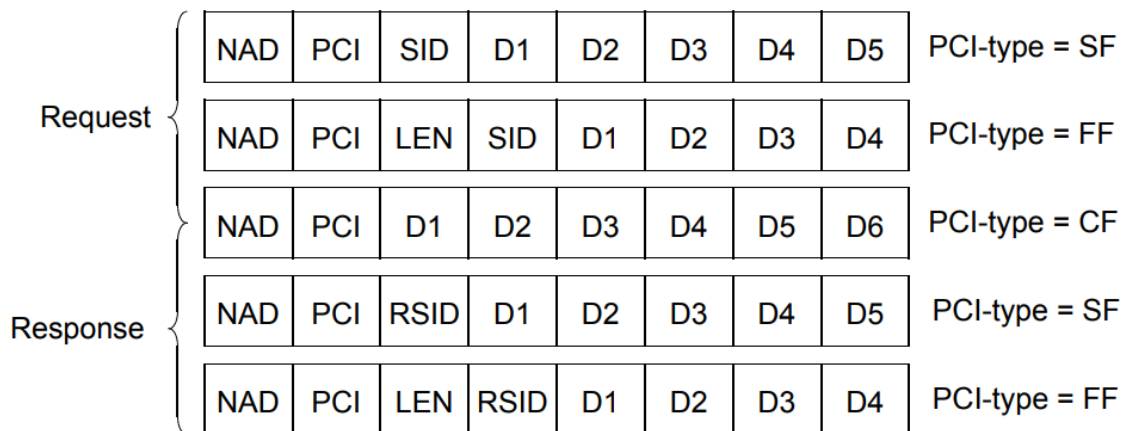 NAD PCI SID D1 D2 D3 D4 D5 PCI-type = SF
Request
NAD PCI LEN SID D1 D2 D3 D4 PCI-type = FF
NAD PCI D1 D2 D3 D4 D5 D6 PCI-type = CF
NAD PCI RSID D1 D2 D3 D4 D5 PCI-type = SF
Response
NAD PCI LEN RSID D1 D2 D3 D4 PCI-type = FF